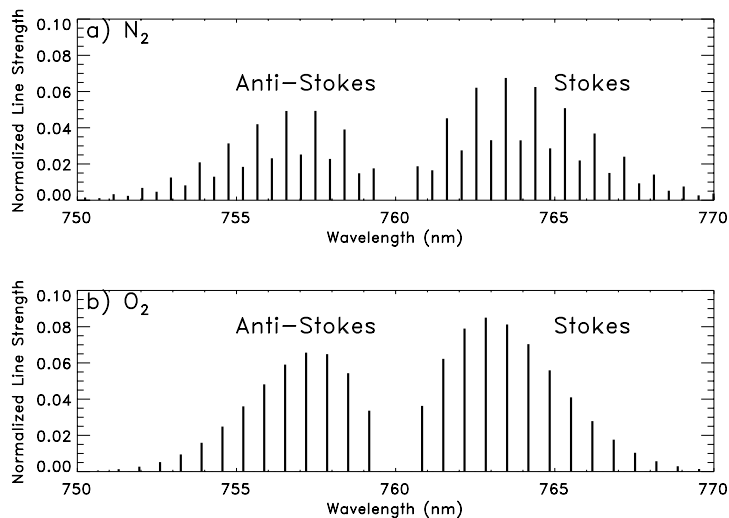 a) N₂
Anti-Stokes
Stokes
Normalized Line Strength
0.10
0.08
0.06
0.04
0.02
0.00
750
755
760
765
770
Wavelength (nm)
b) O₂
Anti-Stokes
Stokes
Normalized Line Strength
0.10
0.08
0.06
0.04
0.02
0.00
750
755
760
765
770
Wavelength (nm)